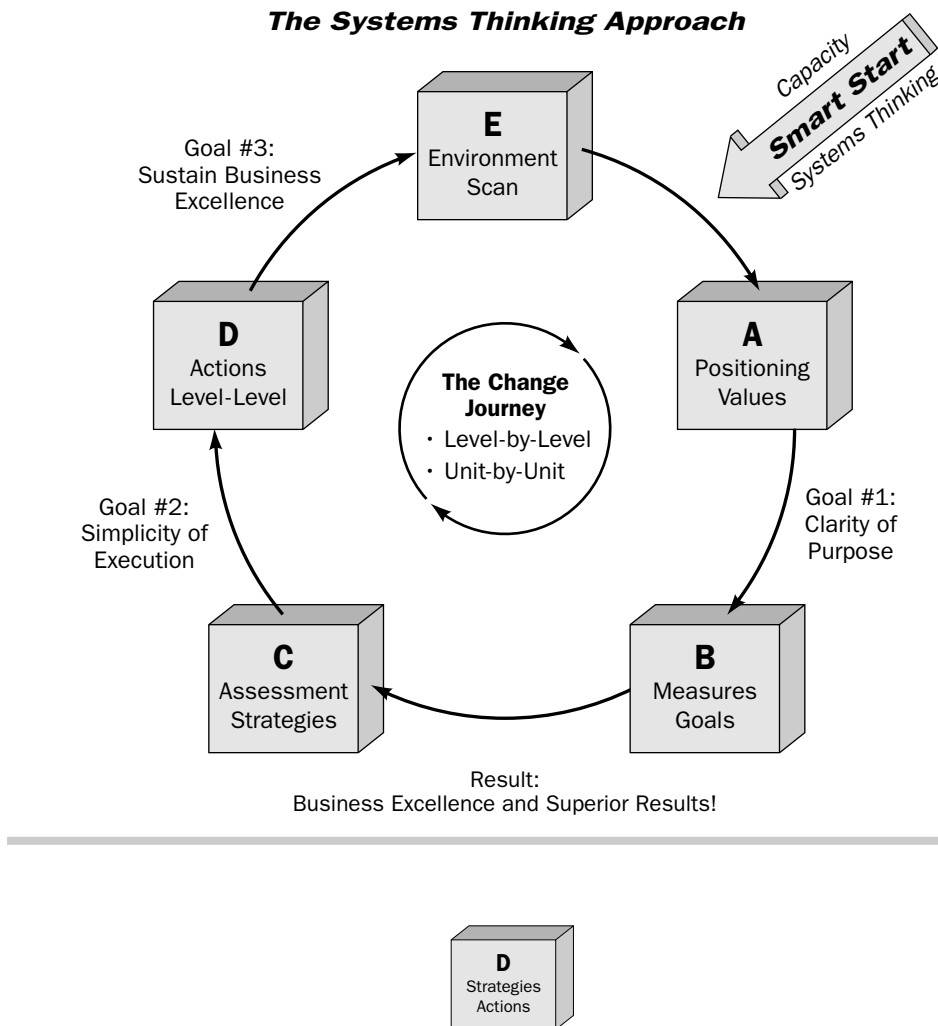 The Systems Thinking Approach
Capacity
Smart Start
Systems Thinking
E
Environment
Scan
Goal #3:
Sustain Business
Excellence
D
Actions
Level-Level
A
Positioning
Values
The Change
Journey
· Level-by-Level
· Unit-by-Unit
Goal #2:
Simplicity of
Execution
Goal #1:
Clarity of
Purpose
C
Assessment
Strategies
B
Measures
Goals
Result:
Business Excellence and Superior Results!
D
Strategies
Actions